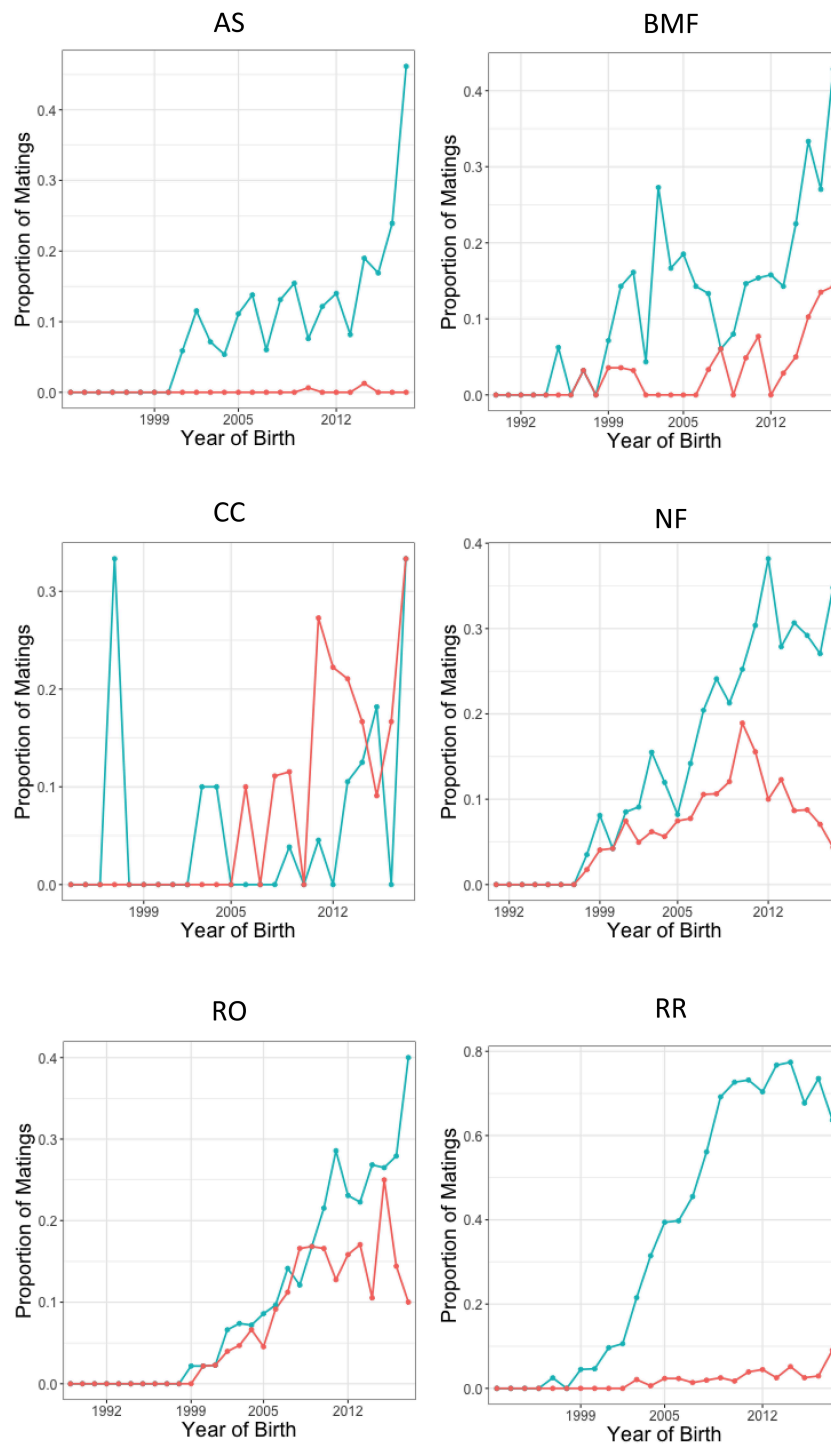 AS
Proportion of Matings
0.4
0.3
0.2
0.1
0.0
1999 2005 2012
Year of Birth
BMF
Proportion of Matings
0.4
0.3
0.2
0.1
0.0
1992 1999 2005 2012
Year of Birth
CC
Proportion of Matings
0.3
0.2
0.1
0.0
1999 2005 2012
Year of Birth
NF
Proportion of Matings
0.4
0.3
0.2
0.1
0.0
1992 1999 2005 2012
Year of Birth
RO
Proportion of Matings
0.4
0.3
0.2
0.1
0.0
1992 1999 2005 2012
Year of Birth
RR
Proportion of Matings
0.8
0.6
0.4
0.2
0.0
1999 2005 2012
Year of Birth